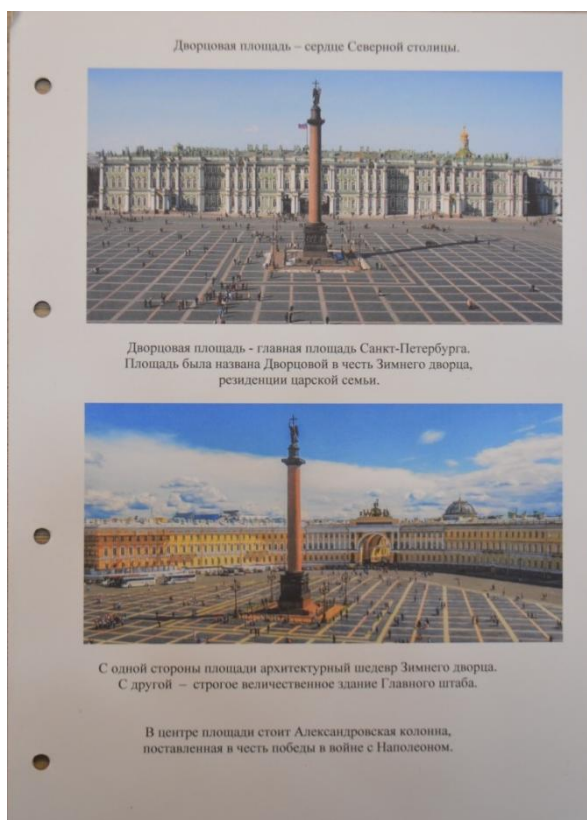 Дворцовая площадь – сердце Северной столицы.
Дворцовая площадь - главная площадь Санкт-Петербурга.
Площадь была названа Дворцовой в честь Зимнего дворца,
резиденции царской семьи.
С одной стороны площади архитектурный шедевр Зимнего дворца.
С другой – строгое величественное здание Главного штаба.
В центре площади стоит Александровская колонна,
поставленная в честь победы в войне с Наполеоном.